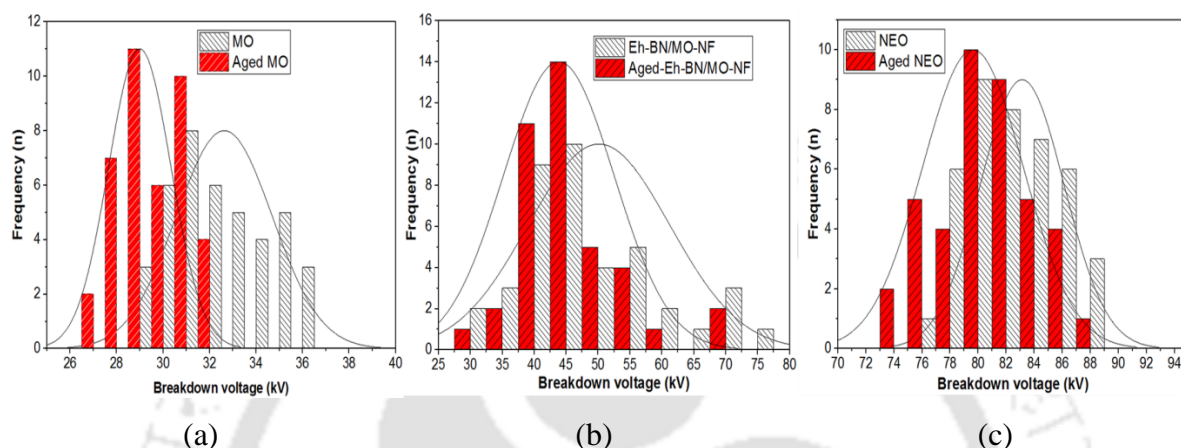 MO
Aged MO
Frequency (n)
12
10
8
6
4
2
0
26 28 30 32 34 36 38 40
Breakdown voltage (kV)
(a)
Eh-BN/MO-NF
Aged-Eh-BN/MO-NF
Frequency (n)
16
14
12
10
8
6
4
2
0
25 30 35 40 45 50 55 60 65 70 75 80
Breakdown voltage (kV)
(b)
NEO
Aged NEO
Frequency (n)
10
8
6
4
2
0
70 72 74 76 78 80 82 84 86 88 90 92 94
Breakdown voltage (kV)
(c)